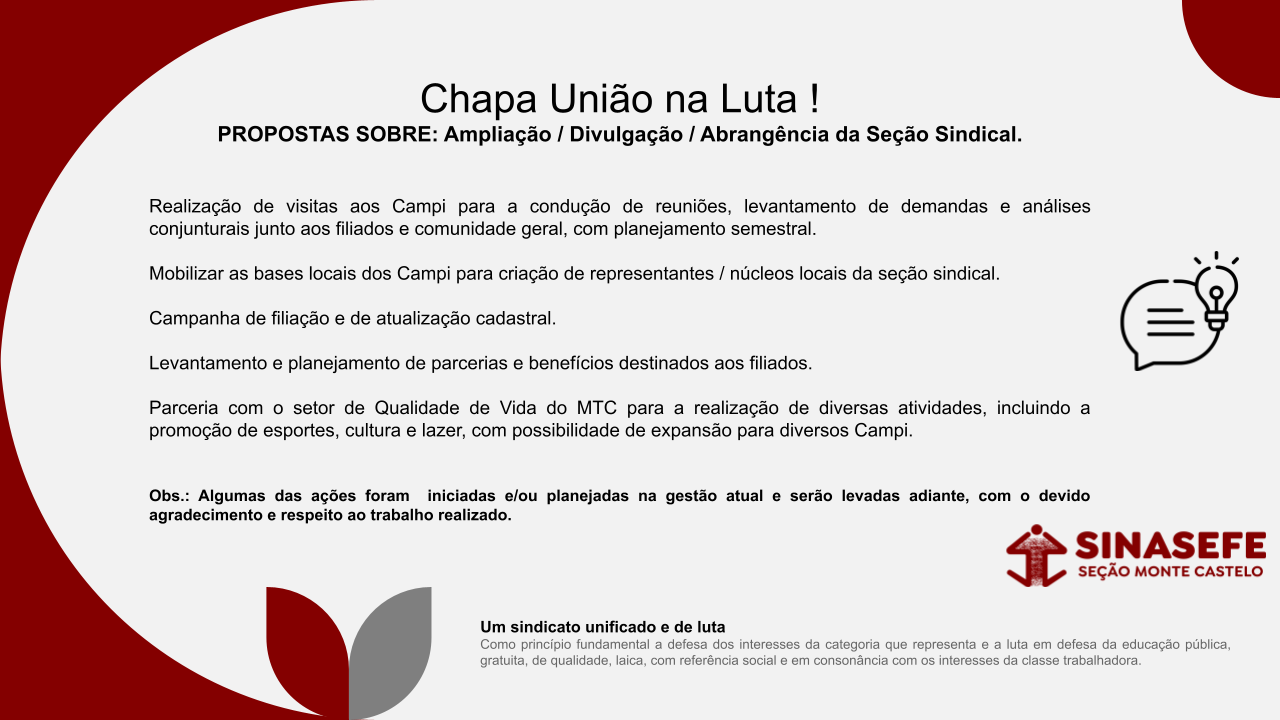 Chapa União na Luta !
PROPOSTAS SOBRE: Ampliação / Divulgação / Abrangência da Seção Sindical.
Realização de visitas aos Campi para a condução de reuniões, levantamento de demandas e análises
conjunturais junto aos filiados e comunidade geral, com planejamento semestral.
Mobilizar as bases locais dos Campi para criação de representantes / núcleos locais da seção sindical.
Campanha de filiação e de atualização cadastral.
Levantamento e planejamento de parcerias e benefícios destinados aos filiados.
Parceria com o setor de Qualidade de Vida do MTC para a realização de diversas atividades, incluindo a
promoção de esportes, cultura e lazer, com possibilidade de expansão para diversos Campi.
Obs.: Algumas das ações foram  iniciadas e/ou planejadas na gestão atual e serão levadas adiante, com o devido
agradecimento e respeito ao trabalho realizado.
SINASEFE
SEÇÃO MONTE CASTELO
Um sindicato unificado e de luta
Como princípio fundamental a defesa dos interesses da categoria que representa e a luta em defesa da educação pública,
gratuita, de qualidade, laica, com referência social e em consonância com os interesses da classe trabalhadora.